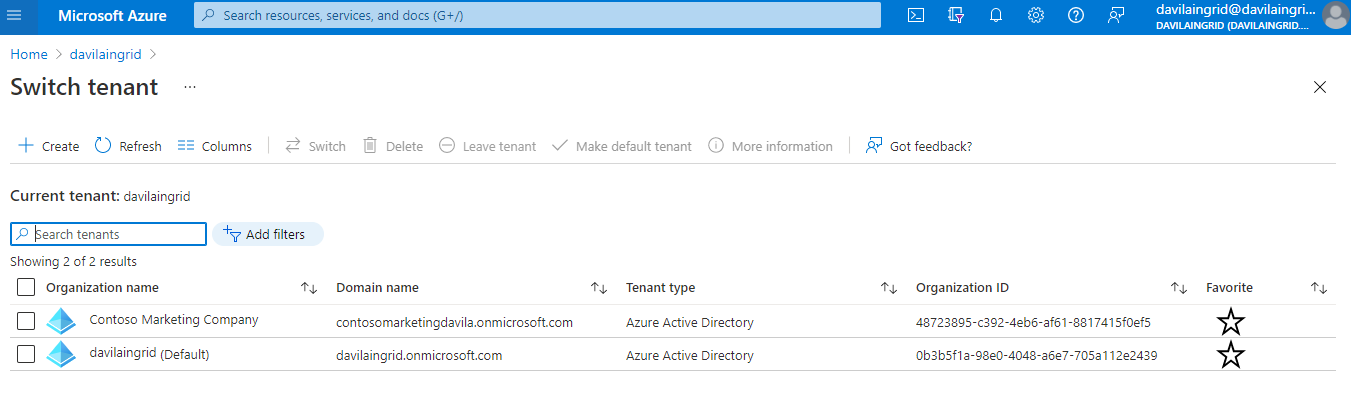 Microsoft Azure
Search resources, services, and docs (G+/)
davilaingrid@davilaingri...
DAVILAINGRID (DAVILAINGRID....
Home > davilaingrid >
Switch tenant ...
Create Refresh Columns Switch Delete Leave tenant Make default tenant More information Got feedback?
Current tenant: davilaingrid
Search tenants Add filters
Showing 2 of 2 results
Organization name Domain name Tenant type Organization ID Favorite
Contoso Marketing Company contosomarketingdavila.onmicrosoft.com Azure Active Directory 48723895-c392-4eb6-af61-8817415f0ef5
davilaingrid (Default) davilaingrid.onmicrosoft.com Azure Active Directory 0b3b5f1a-98e0-4048-a6e7-705a112e2439